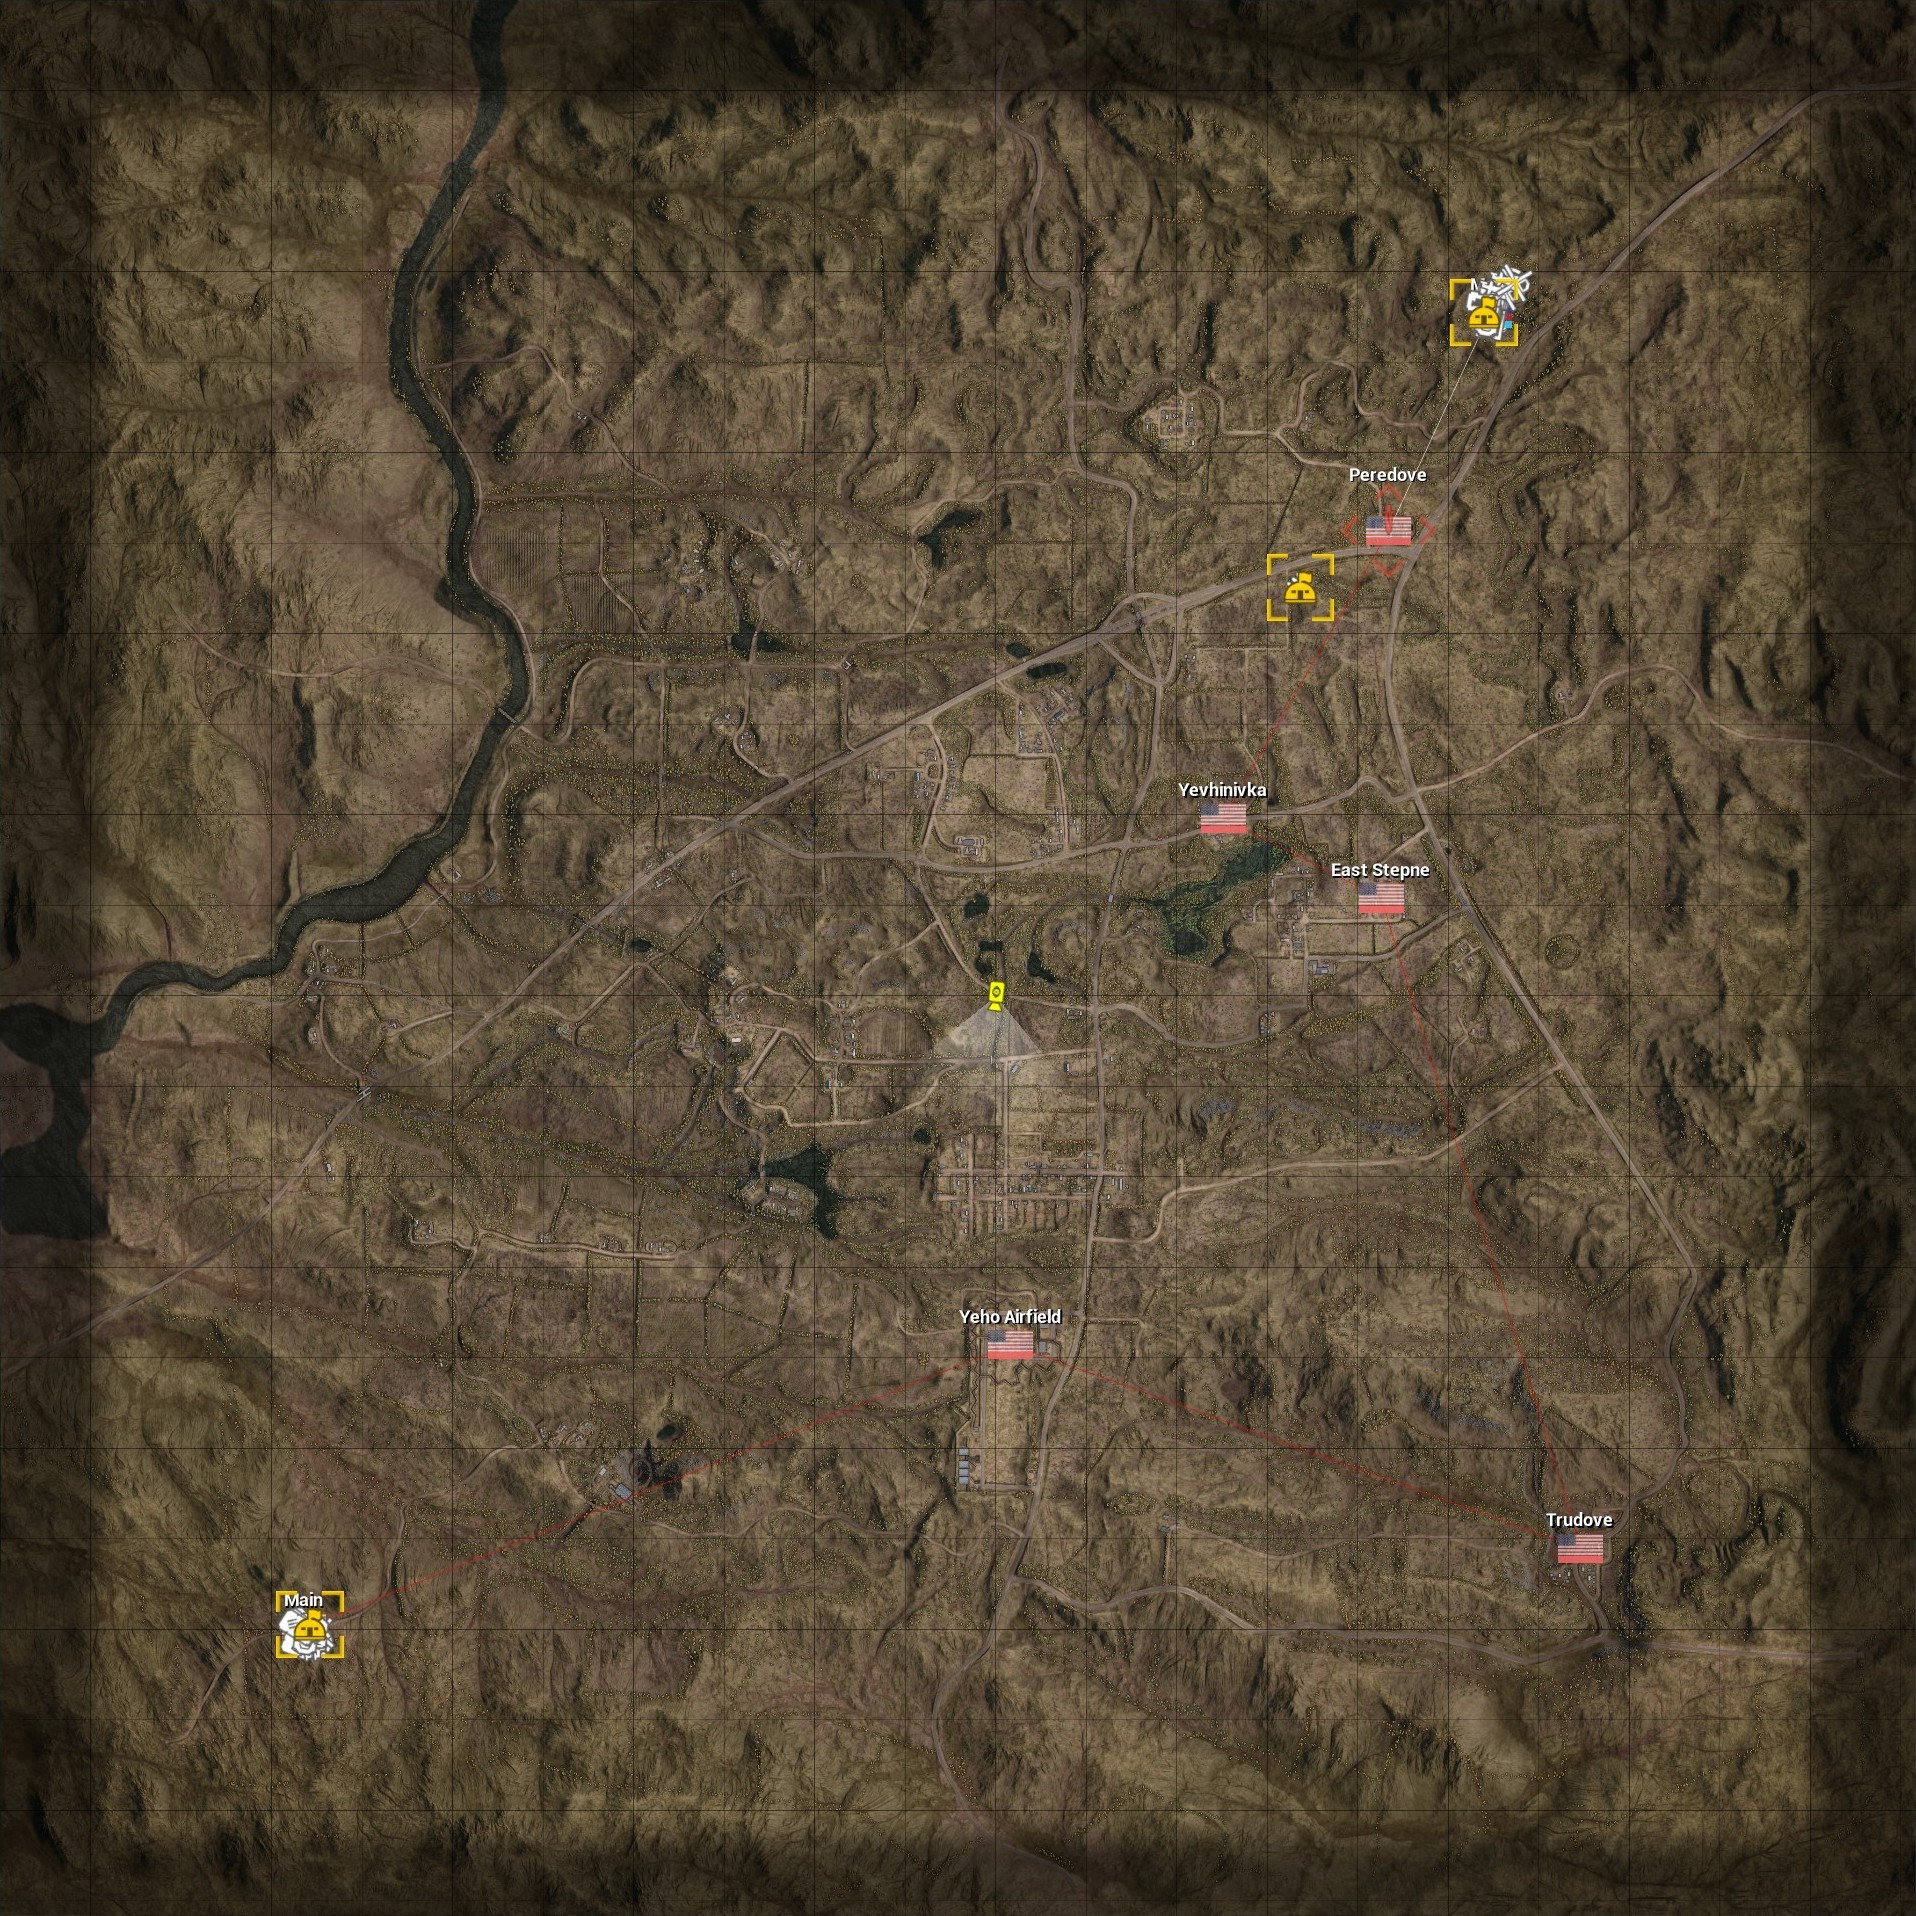 Peredove
Yevhinivka
East Stepne
Yeho Airfield
Trudove
Main